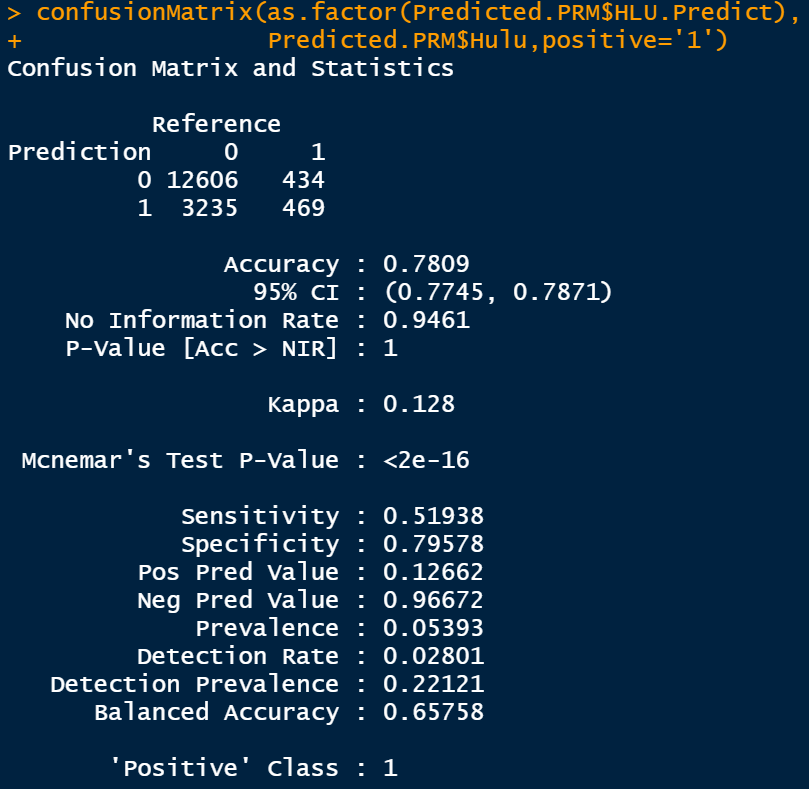 > confusionMatrix(as.factor(Predicted.PRM$HLU.Predict),
+                 Predicted.PRM$Hulu,positive='1')
Confusion Matrix and Statistics
          Reference
Prediction     0     1
         0 12606   434
         1  3235   469
               Accuracy : 0.7809
                 95% CI : (0.7745, 0.7871)
    No Information Rate : 0.9461
    P-Value [Acc > NIR] : 1
                  Kappa : 0.128
 Mcnemar's Test P-Value : <2e-16
            Sensitivity : 0.51938
            Specificity : 0.79578
         Pos Pred Value : 0.12662
         Neg Pred Value : 0.96672
             Prevalence : 0.05393
         Detection Rate : 0.02801
   Detection Prevalence : 0.22121
      Balanced Accuracy : 0.65758
       'Positive' Class : 1